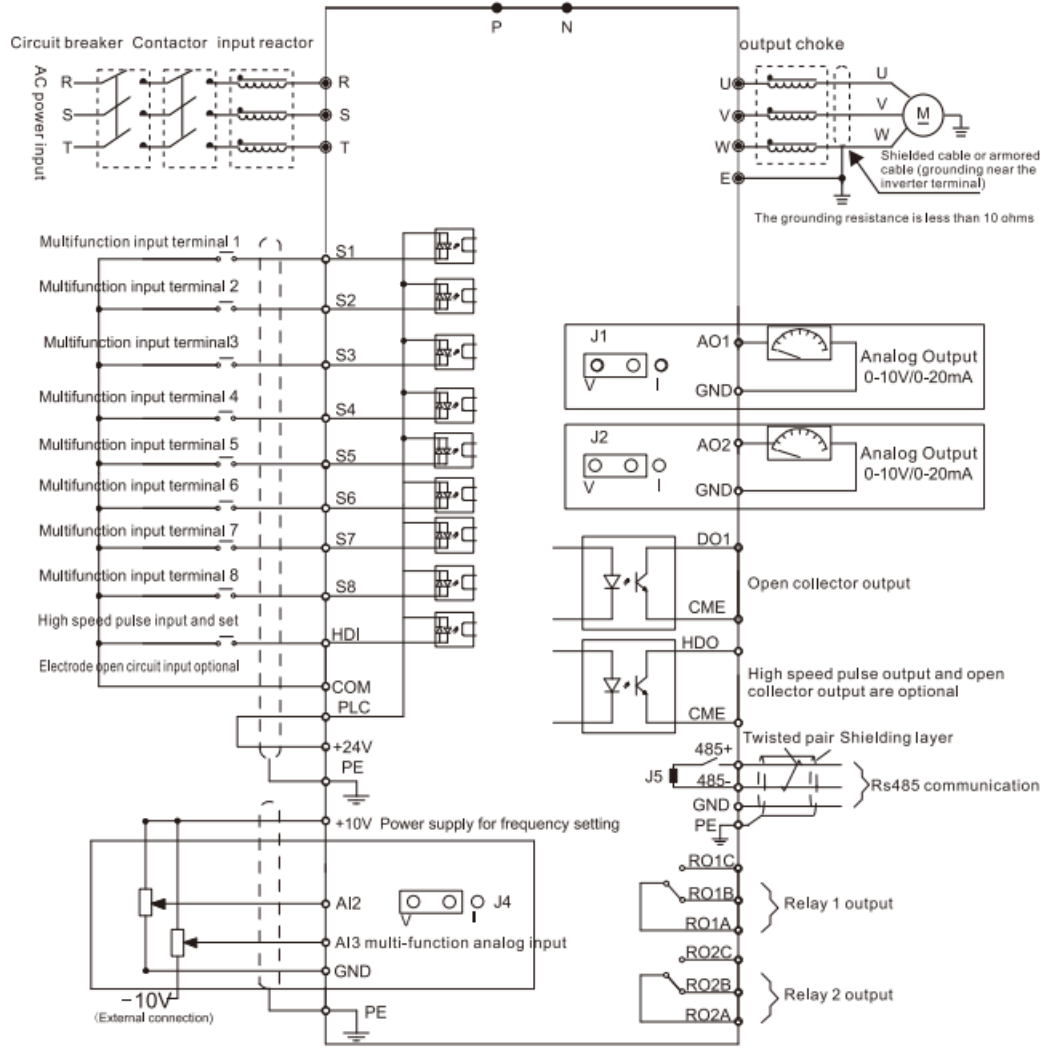 P
N
Circuit breaker Contactor input reactor
AC power input
R
S
T
R
S
T
output choke
U
V
W
E
U
V
W
M
Shielded cable or armored
cable (grounding near the
inverter terminal)
The grounding resistance is less than 10 ohms
Multifunction input terminal 1
S1
Multifunction input terminal 2
S2
Multifunction input terminal3
S3
Multifunction input terminal 4
S4
Multifunction input terminal 5
S5
Multifunction input terminal 6
S6
Multifunction input terminal 7
S7
Multifunction input terminal 8
S8
High speed pulse input and set
HDI
Electrode open circuit input optional
COM
PLC
+24V
PE
+10V Power supply for frequency setting
AI2
V
I
J4
AI3 multi-function analog input
GND
-10V
(External connection)
PE
J1
V
I
AO1
GND
Analog Output
0-10V/0-20mA
J2
V
I
AO2
GND
Analog Output
0-10V/0-20mA
DO1
CME
Open collector output
HDO
CME
High speed pulse output and open
collector output are optional
Twisted pair Shielding layer
485+
J5
485-
GND
PE
Rs485 communication
RO1C
RO1B
RO1A
Relay 1 output
RO2C
RO2B
RO2A
Relay 2 output